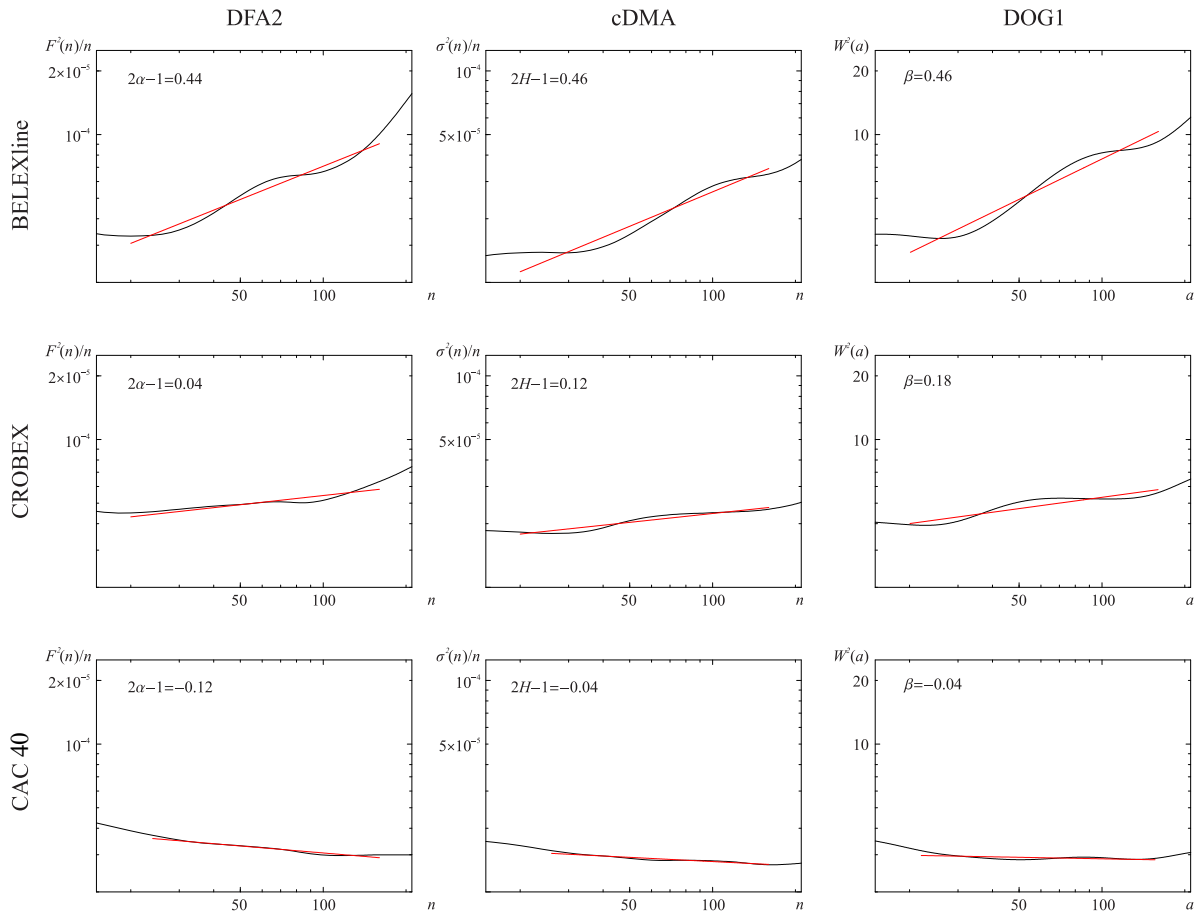 DFA2 cDMA DOG1
BELEXline
F²(n)/n
2×10⁻⁵
2α−1=0.44
10⁻⁴
50 100 n
σ²(n)/n
10⁻⁴
2H−1=0.46
5×10⁻⁵
50 100 n
W²(a)
20
β=0.46
10
50 100 a
CROBEX
F²(n)/n
2×10⁻⁵
2α−1=0.04
10⁻⁴
50 100 n
σ²(n)/n
10⁻⁴
2H−1=0.12
5×10⁻⁵
50 100 n
W²(a)
20
β=0.18
10
50 100 a
CAC 40
F²(n)/n
2×10⁻⁵
2α−1=−0.12
10⁻⁴
50 100 n
σ²(n)/n
10⁻⁴
2H−1=−0.04
5×10⁻⁵
50 100 n
W²(a)
20
β=−0.04
10
50 100 a